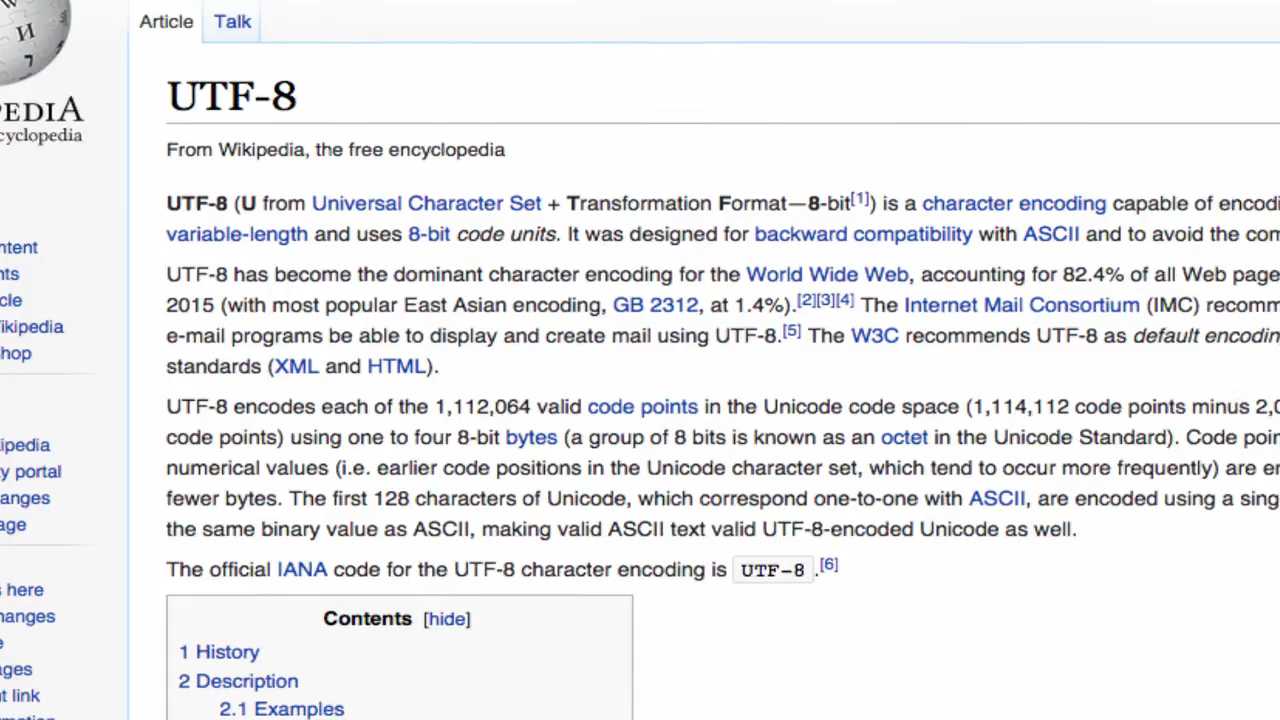 Article Talk
PEDIA
cyclopedia
UTF-8
From Wikipedia, the free encyclopedia
UTF-8 (U from Universal Character Set + Transformation Format—8-bit[1]) is a character encoding capable of encodi
variable-length and uses 8-bit code units. It was designed for backward compatibility with ASCII and to avoid the com
UTF-8 has become the dominant character encoding for the World Wide Web, accounting for 82.4% of all Web page
2015 (with most popular East Asian encoding, GB 2312, at 1.4%).[2][3][4] The Internet Mail Consortium (IMC) recomm
e-mail programs be able to display and create mail using UTF-8.[5] The W3C recommends UTF-8 as default encodin
standards (XML and HTML).
UTF-8 encodes each of the 1,112,064 valid code points in the Unicode code space (1,114,112 code points minus 2,0
code points) using one to four 8-bit bytes (a group of 8 bits is known as an octet in the Unicode Standard). Code poin
numerical values (i.e. earlier code positions in the Unicode character set, which tend to occur more frequently) are en
fewer bytes. The first 128 characters of Unicode, which correspond one-to-one with ASCII, are encoded using a sing
the same binary value as ASCII, making valid ASCII text valid UTF-8-encoded Unicode as well.
The official IANA code for the UTF-8 character encoding is UTF-8 .[6]
Contents [hide]
1 History
2 Description
2.1 Examples
ntent
nts
cle
ikipedia
hop
ipedia
y portal
anges
age
s here
hanges
e
ages
t link